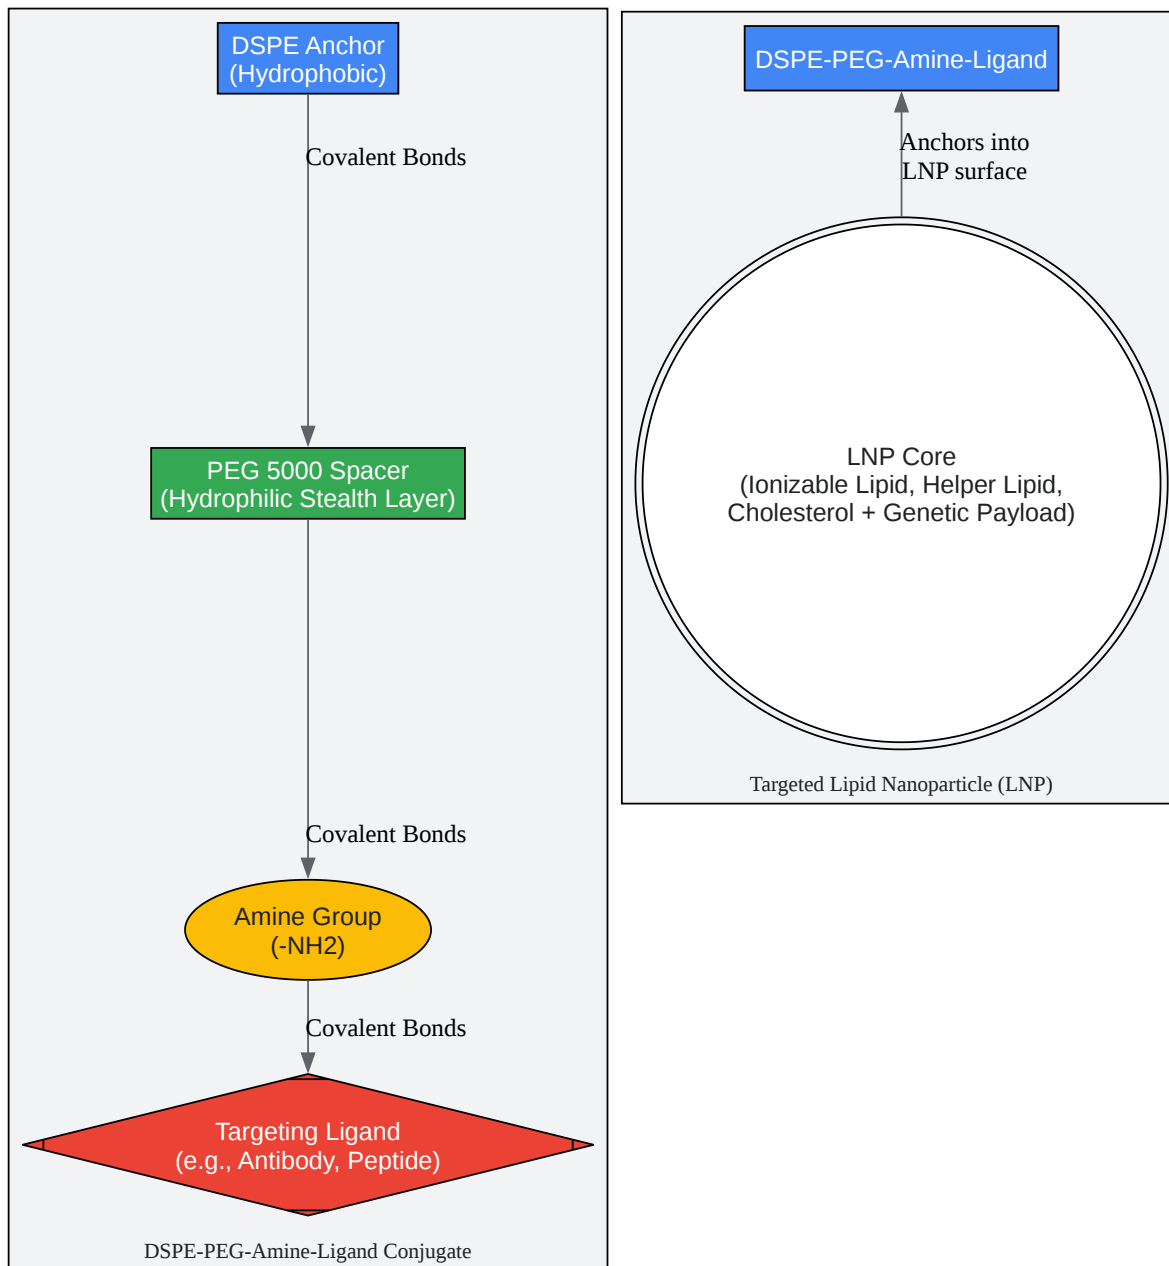 DSPE Anchor
(Hydrophobic)
Covalent Bonds
PEG 5000 Spacer
(Hydrophilic Stealth Layer)
Covalent Bonds
Amine Group
(-NH2)
Covalent Bonds
Targeting Ligand
(e.g., Antibody, Peptide)
DSPE-PEG-Amine-Ligand Conjugate
DSPE-PEG-Amine-Ligand
Anchors into
LNP surface
LNP Core
(Ionizable Lipid, Helper Lipid,
Cholesterol + Genetic Payload)
Targeted Lipid Nanoparticle (LNP)